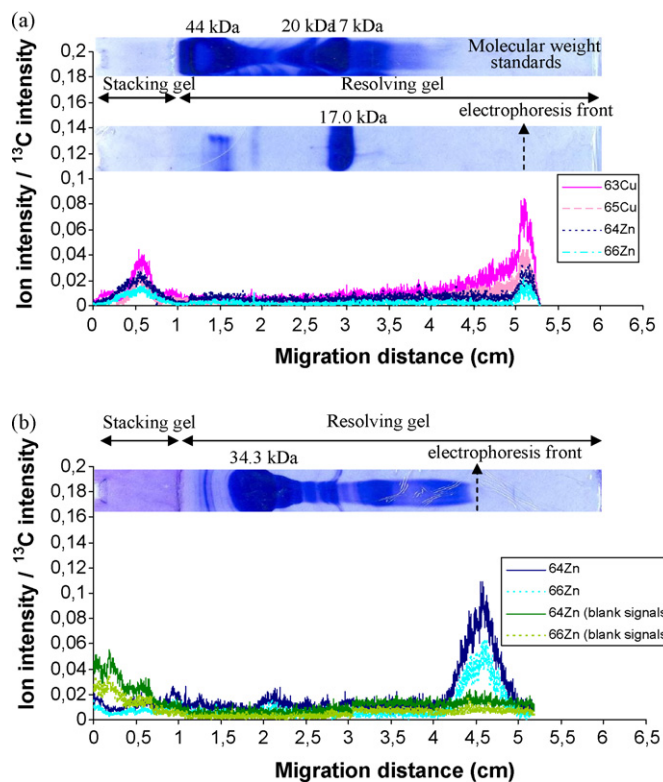 (a)
44 kDa 20 kDa 17 kDa
Molecular weight standards
Stacking gel Resolving gel
17.0 kDa electrophoresis front
Ion intensity / ¹³C intensity
0,2
0,18
0,16
0,14
0,12
0,1
0,08
0,06
0,04
0,02
0
63Cu
65Cu
64Zn
66Zn
0 0,5 1 1,5 2 2,5 3 3,5 4 4,5 5 5,5 6 6,5
Migration distance (cm)
(b)
Stacking gel Resolving gel
34.3 kDa electrophoresis front
Ion intensity / ¹³C intensity
0,2
0,18
0,16
0,14
0,12
0,1
0,08
0,06
0,04
0,02
0
64Zn
66Zn
64Zn (blank signals
66Zn (blank signals
0 0,5 1 1,5 2 2,5 3 3,5 4 4,5 5 5,5 6 6,5
Migration distance (cm)